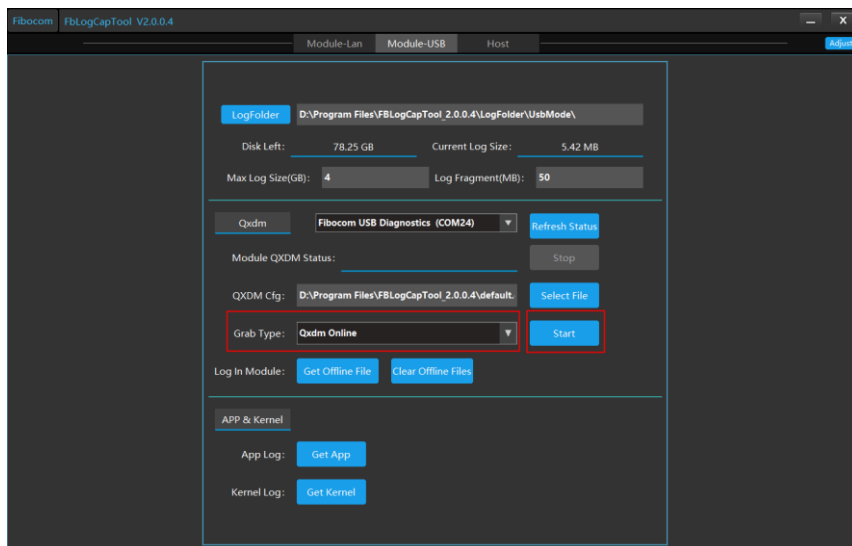 Fibocom FbLogCapTool V2.0.0.4
Module-Lan Module-USB Host
Adjust
LogFolder D:\Program Files\FBLogCapTool_2.0.0.4\LogFolder\UsbMode\
Disk Left: 78.25 GB Current Log Size: 5.42 MB
Max Log Size(GB): 4 Log Fragment(MB): 50
Qxdm Fibocom USB Diagnostics (COM24) Refresh Status
Module QXDM Status: Stop
QXDM Cfg: D:\Program Files\FBLogCapTool_2.0.0.4\default. Select File
Grab Type: Qxdm Online Start
Log In Module: Get Offline File Clear Offline Files
APP & Kernel
App Log: Get App
Kernel Log: Get Kernel